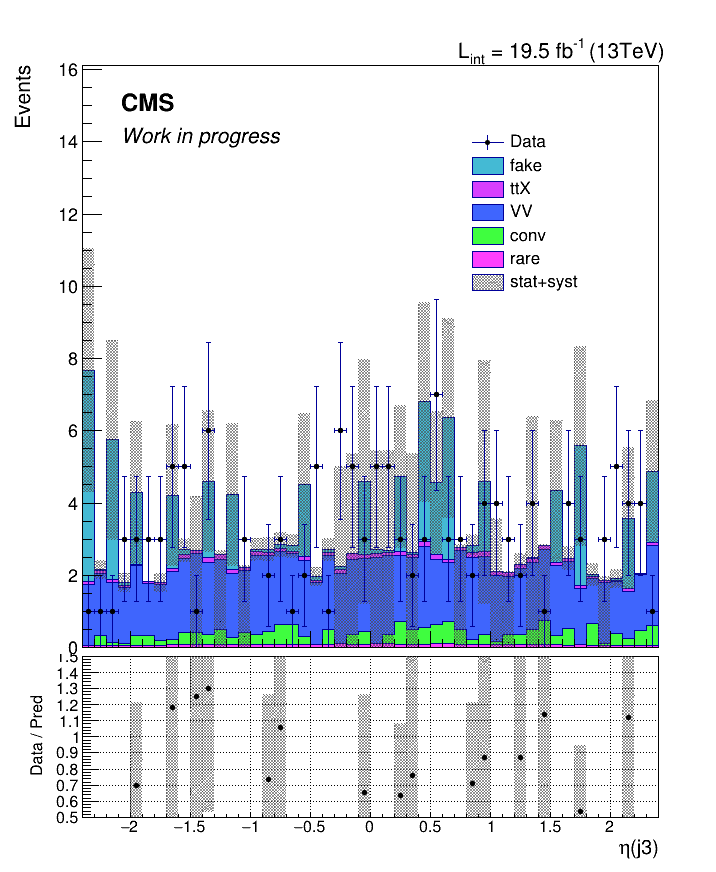 L_int = 19.5 fb^-1 (13TeV)
Events
CMS
Work in progress
Data
fake
ttX
VV
conv
rare
stat+syst
16
14
12
10
8
6
4
2
0
Data / Pred
1.5
1.4
1.3
1.2
1.1
1
0.9
0.8
0.7
0.6
0.5
−2 −1.5 −1 −0.5 0 0.5 1 1.5 2
η(j3)